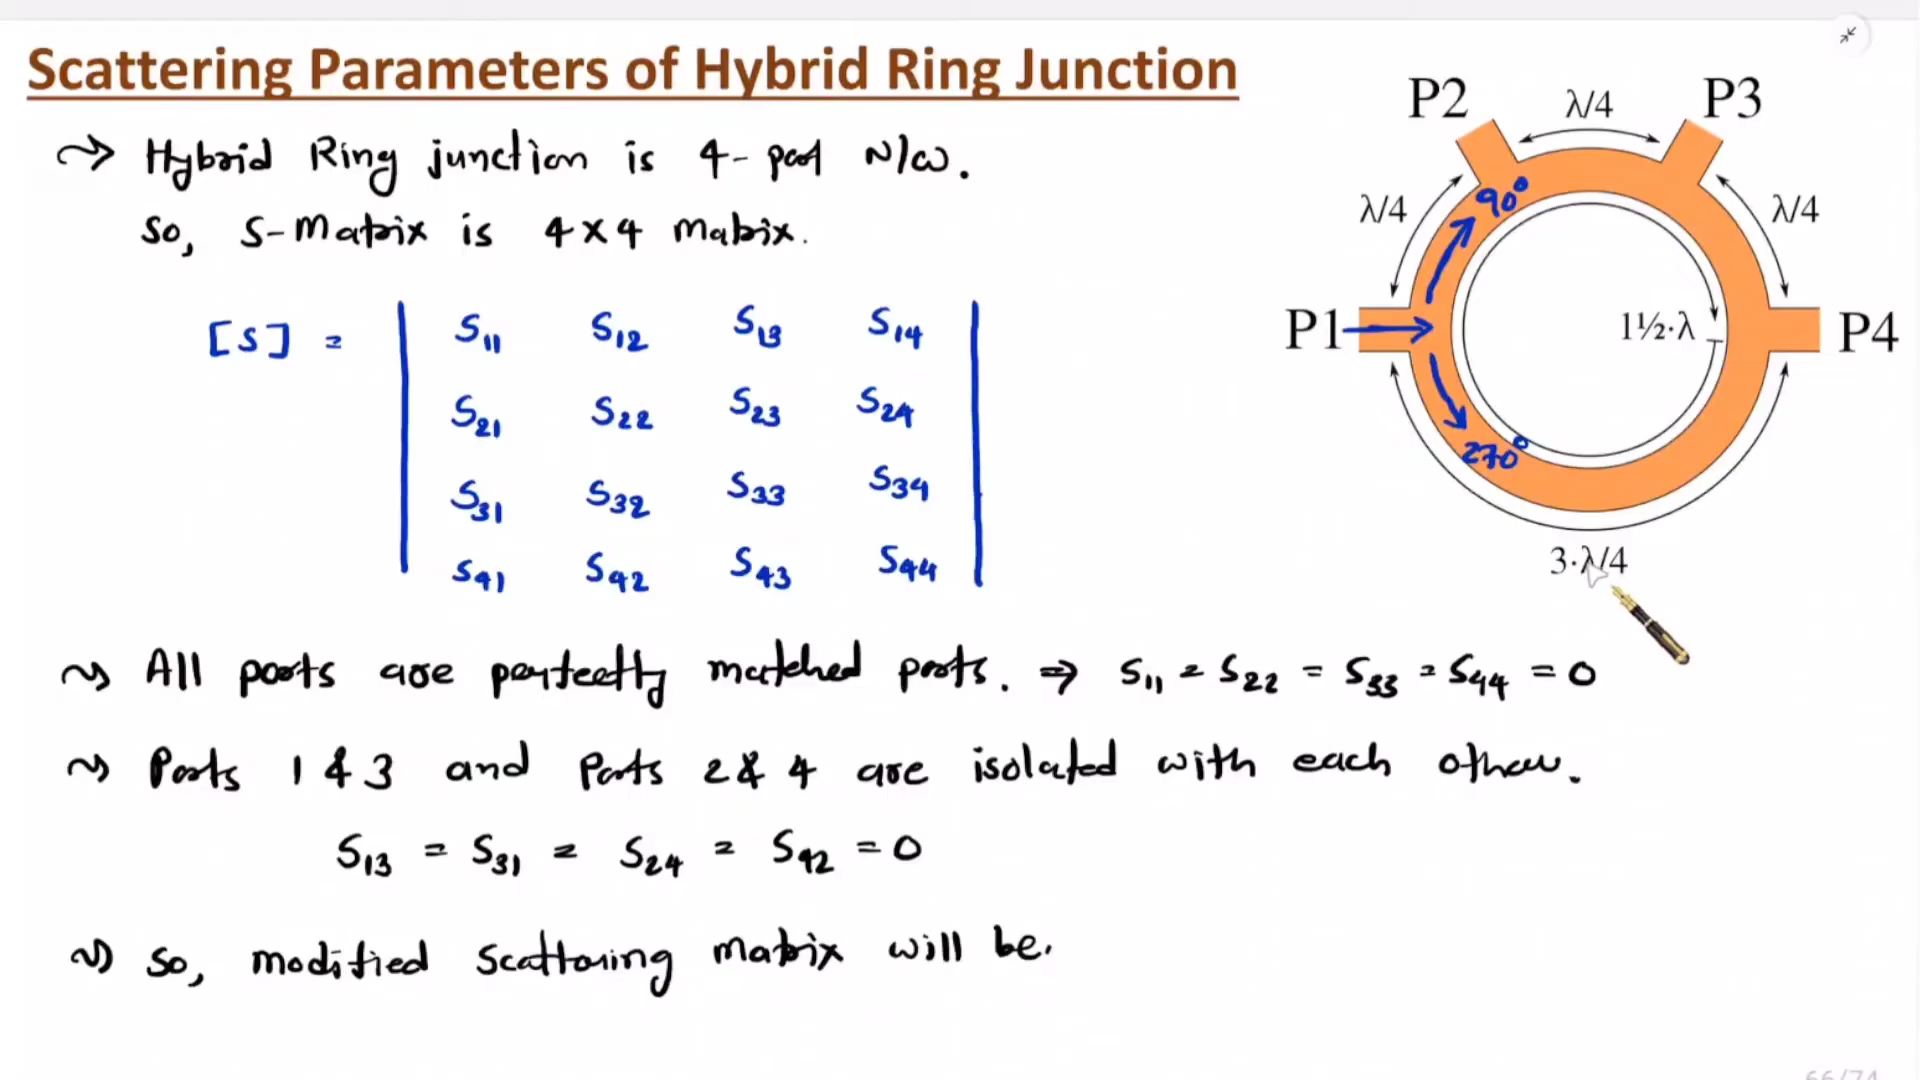 Scattering Parameters of Hybrid Ring Junction
→ Hybrid Ring junction is 4-port N/W.
So, S-Matrix is 4x4 matrix.
[S] = | S11 S12 S13 S14 |
S21 S22 S23 S24
S31 S32 S33 S34
S41 S42 S43 S44
P2 λ/4 P3
λ/4 90° λ/4
P1 1½·λ P4
270°
3·λ/4
→ All ports are perfectly matched ports. ⇒ S11 = S22 = S33 = S44 = 0
→ Ports 1 & 3 and Ports 2 & 4 are isolated with each other.
S13 = S31 = S24 = S42 = 0
→ So, modified scattering matrix will be.